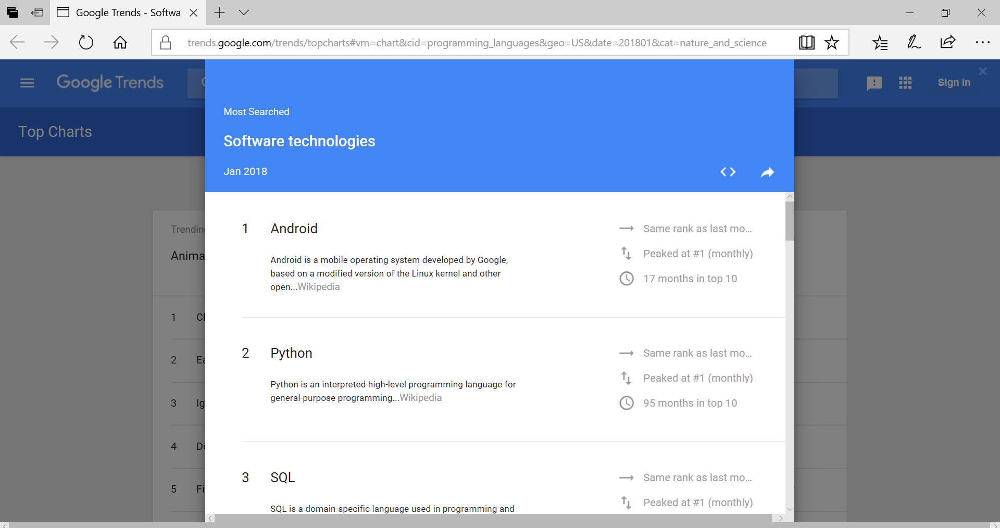 Google Trends - Softwa
trends.google.com/trends/topcharts#vm=chart&cid=programming_languages&geo=US&date=201801&cat=nature_and_science
Google Trends
Sign in
Top Charts
Most Searched
Software technologies
Jan 2018
Trending
Anima
1 Ch
2 Ea
3 Ig
4 Do
5 Fi
1 Android
Same rank as last mo...
Peaked at #1 (monthly)
17 months in top 10
Android is a mobile operating system developed by Google,
based on a modified version of the Linux kernel and other
open...Wikipedia
2 Python
Same rank as last mo...
Peaked at #1 (monthly)
95 months in top 10
Python is an interpreted high-level programming language for
general-purpose programming...Wikipedia
3 SQL
Same rank as last mo...
Peaked at #1 (monthly)
SQL is a domain-specific language used in programming and